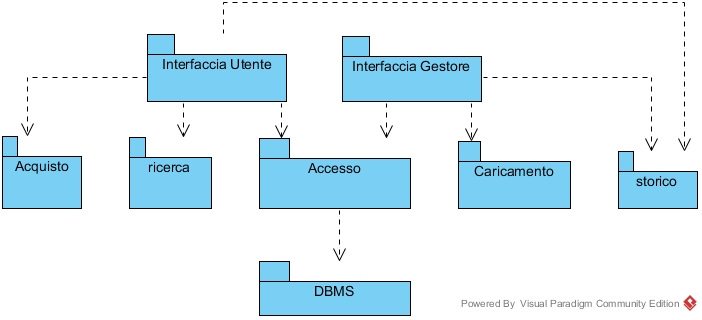 Interfaccia Utente
Interfaccia Gestore
Acquisto
ricerca
Accesso
Caricamento
storico
DBMS
Powered By Visual Paradigm Community Edition